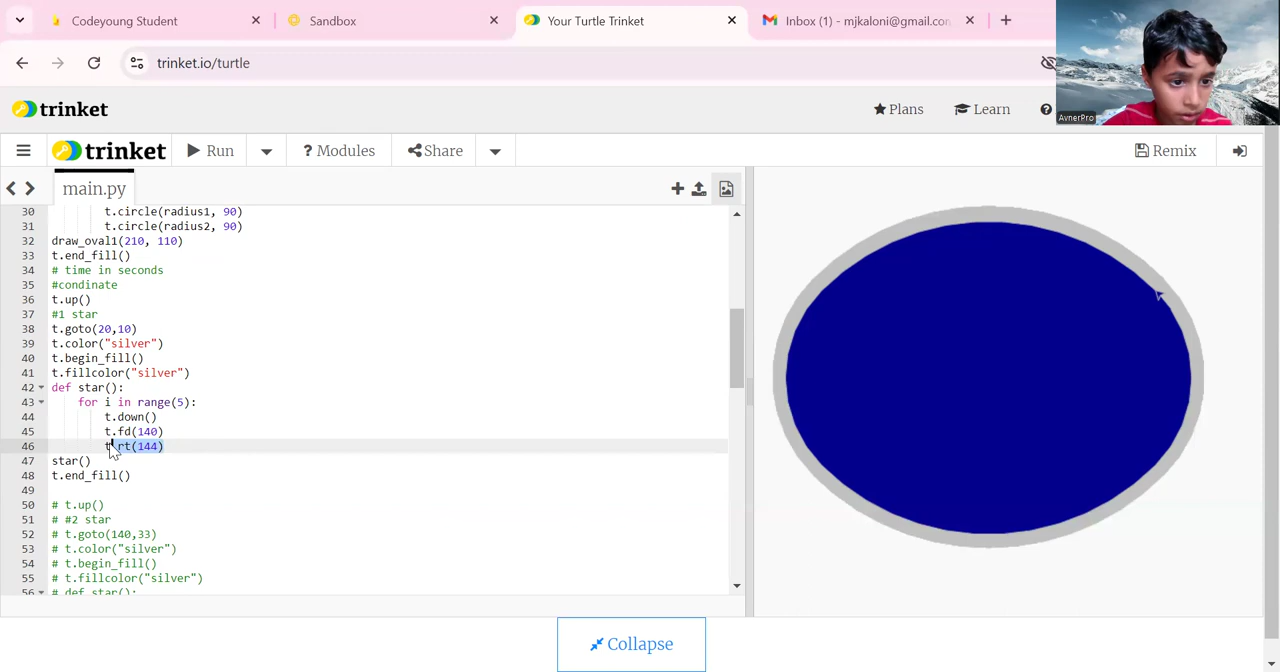 Codeyoung Student
Sandbox
Your Turtle Trinket
Inbox (1) - mjkaloni@gmail.con
trinket.io/turtle
AvnerPro
trinket
Plans
Learn
trinket
Run
? Modules
Share
Remix
main.py
30 t.circle(radius1, 90)
31 t.circle(radius2, 90)
32 draw_oval1(210, 110)
33 t.end_fill()
34 # time in seconds
35 #condinate
36 t.up()
37 #1 star
38 t.goto(20,10)
39 t.color("silver")
40 t.begin_fill()
41 t.fillcolor("silver")
42 def star():
43 for i in range(5):
44 t.down()
45 t.fd(140)
46 t.rt(144)
47 star()
48 t.end_fill()
49
50 # t.up()
51 # #2 star
52 # t.goto(140,33)
53 # t.color("silver")
54 # t.begin_fill()
55 # t.fillcolor("silver")
56 # def star():
Collapse